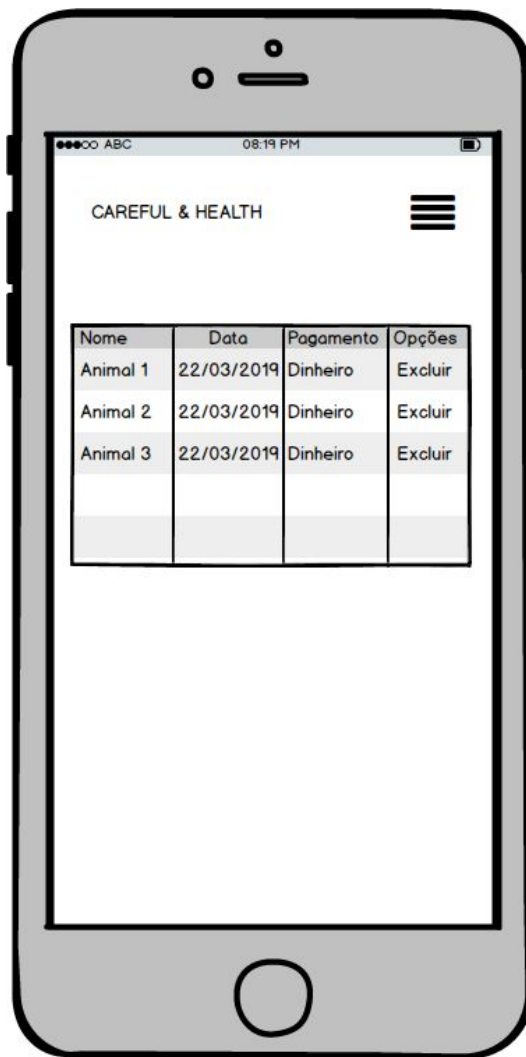 ABC 08:19 PM
CAREFUL & HEALTH
Nome Data Pagamento Opções
Animal 1 22/03/2019 Dinheiro Excluir
Animal 2 22/03/2019 Dinheiro Excluir
Animal 3 22/03/2019 Dinheiro Excluir